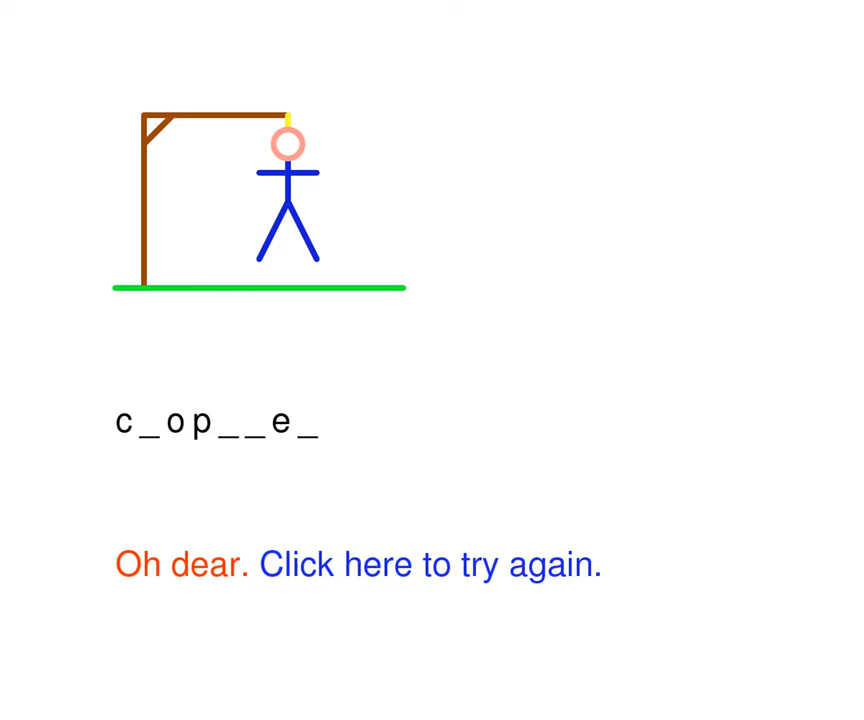 c _ o p _ _ e _
Oh dear. Click here to try again.